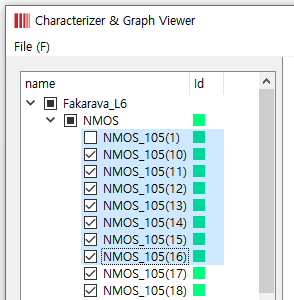 Characterizer & Graph Viewer
File (F)
name Id
Fakarava_L6
NMOS
NMOS_105(1)
NMOS_105(10)
NMOS_105(11)
NMOS_105(12)
NMOS_105(13)
NMOS_105(14)
NMOS_105(15)
NMOS_105(16)
NMOS_105(17)
NMOS_105(18)